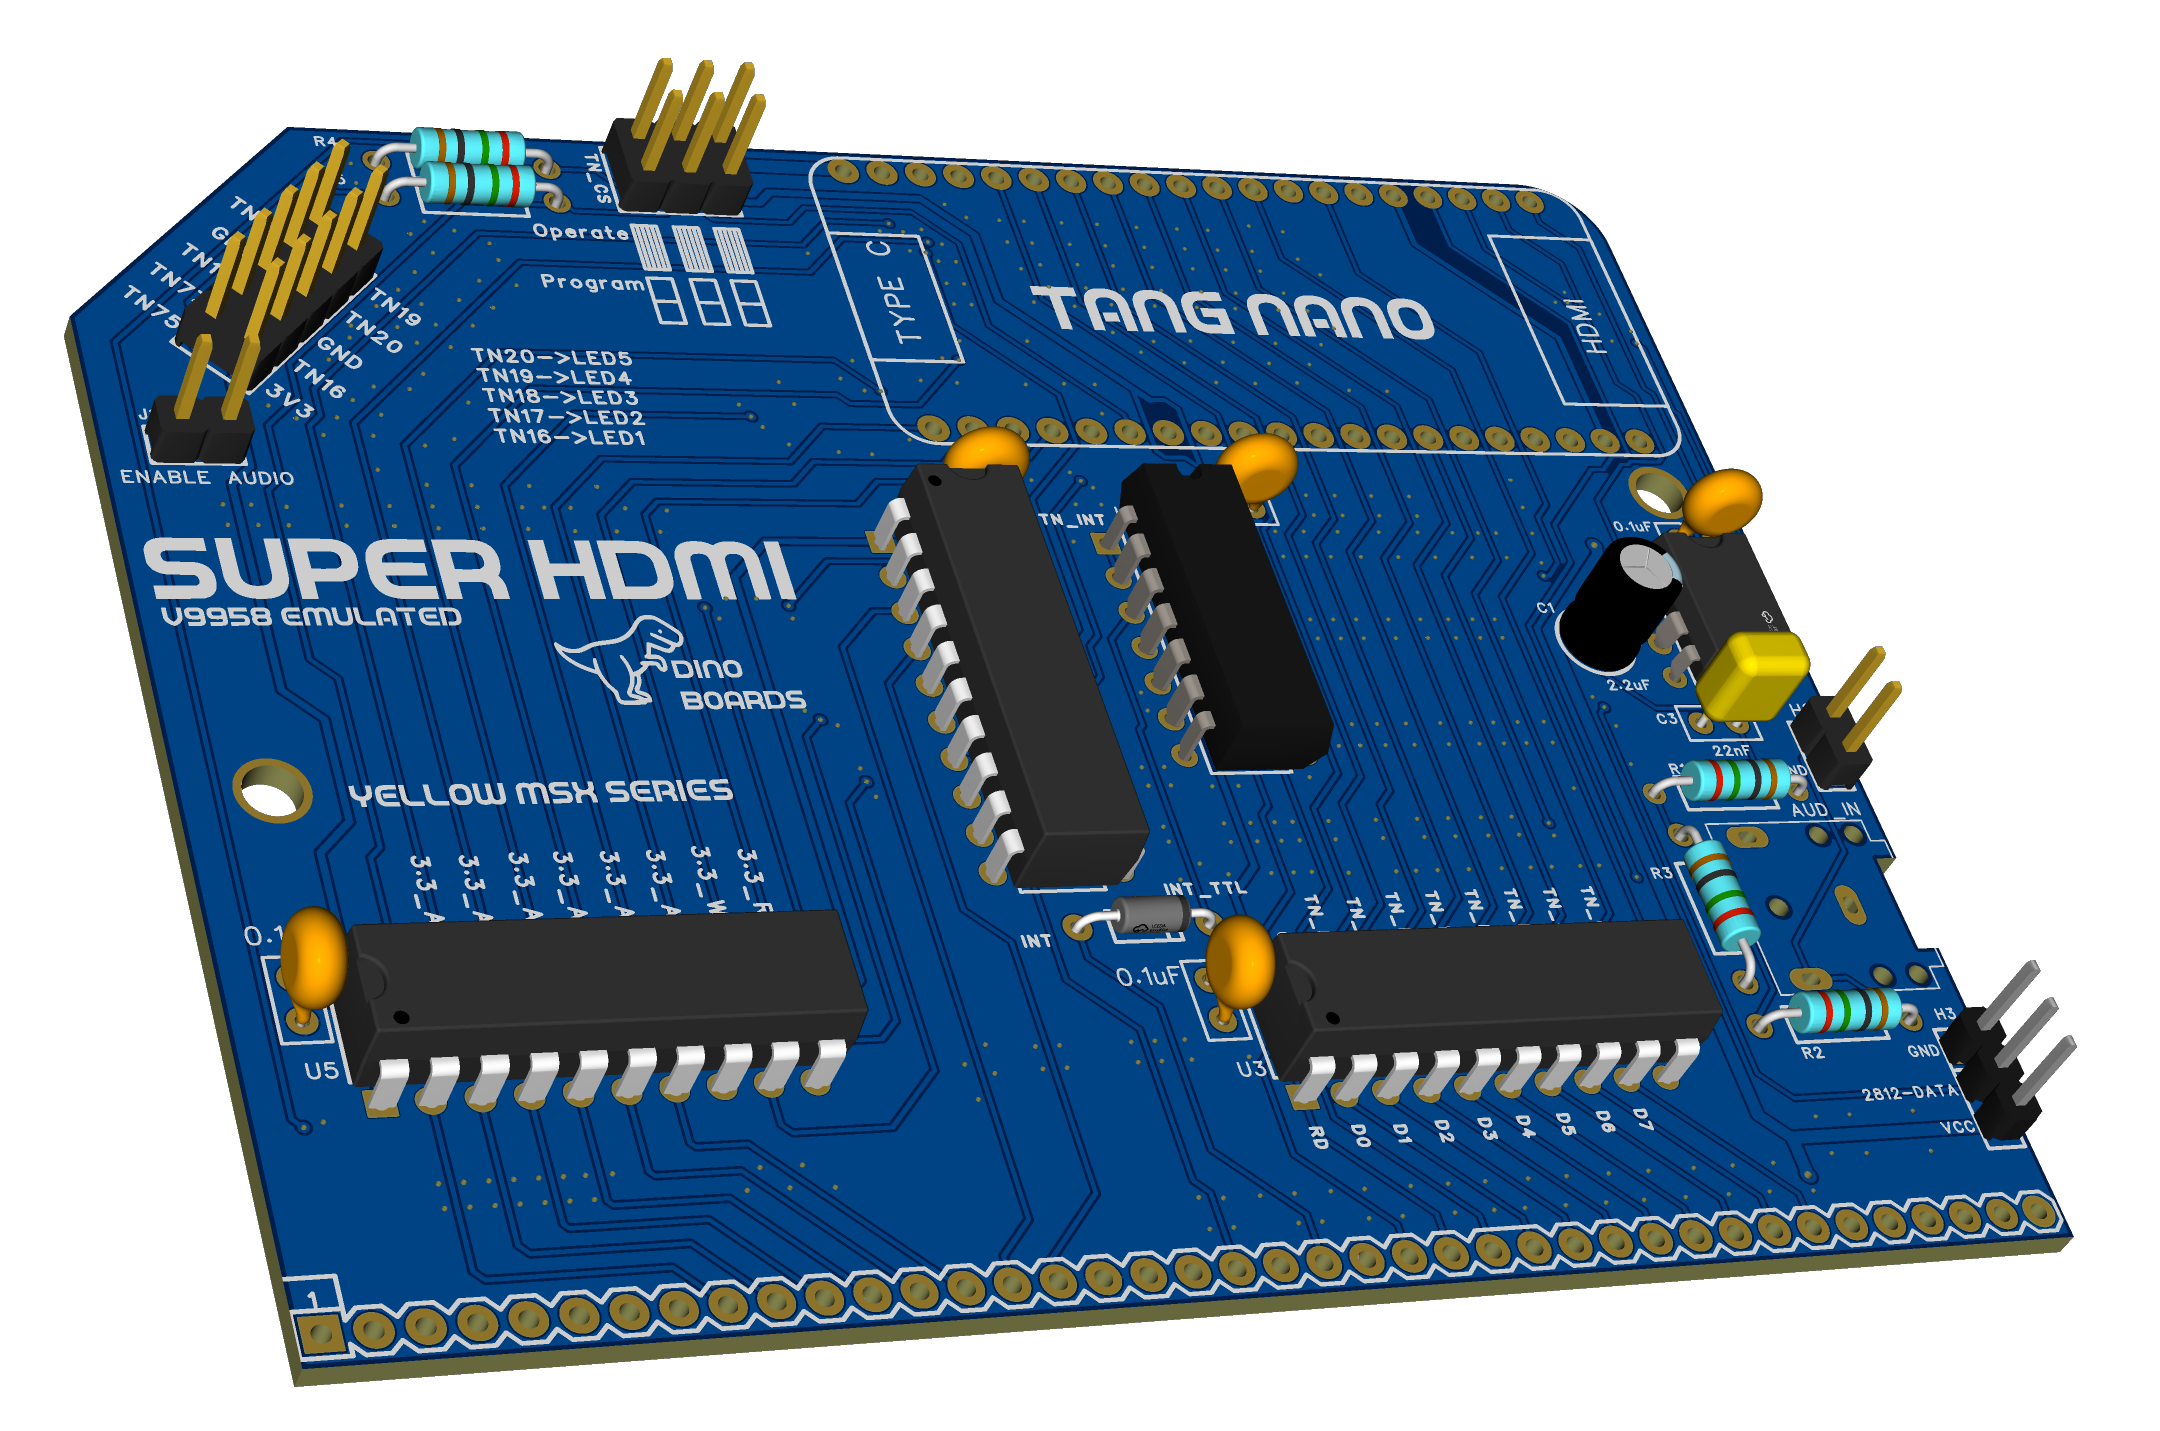 TN_CS
Operate
Program
TYPE C
TANG NANO
HDMI
TN75
TN19
TN20
GND
TN16
3V3
TN20->LED5
TN19->LED4
TN18->LED3
TN17->LED2
TN16->LED1
ENABLE AUDIO
TN_INT
0.1uF
SUPER HDMI
V9958 EMULATED
C1
2.2uF
DINO
BOARDS
C3
22nF
AUD_IN
YELLOW MSX SERIES
R3
INT_TTL
INT
0.1uF
U5
U3
R2
H3
GND
2812-DATA
VCC
RD
D0
D1
D2
D3
D4
D5
D6
D7
1